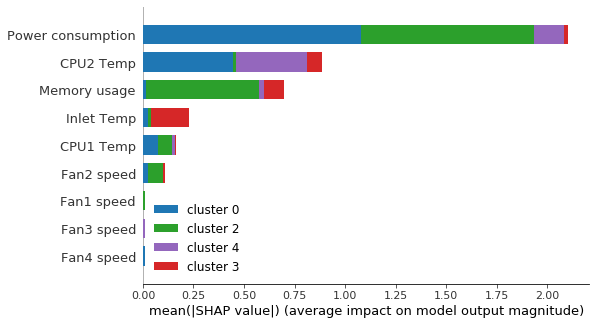 Power consumption
CPU2 Temp
Memory usage
Inlet Temp
CPU1 Temp
Fan2 speed
Fan1 speed
Fan3 speed
Fan4 speed
cluster 0
cluster 2
cluster 4
cluster 3
0.00 0.25 0.50 0.75 1.00 1.25 1.50 1.75 2.00
mean(|SHAP value|) (average impact on model output magnitude)